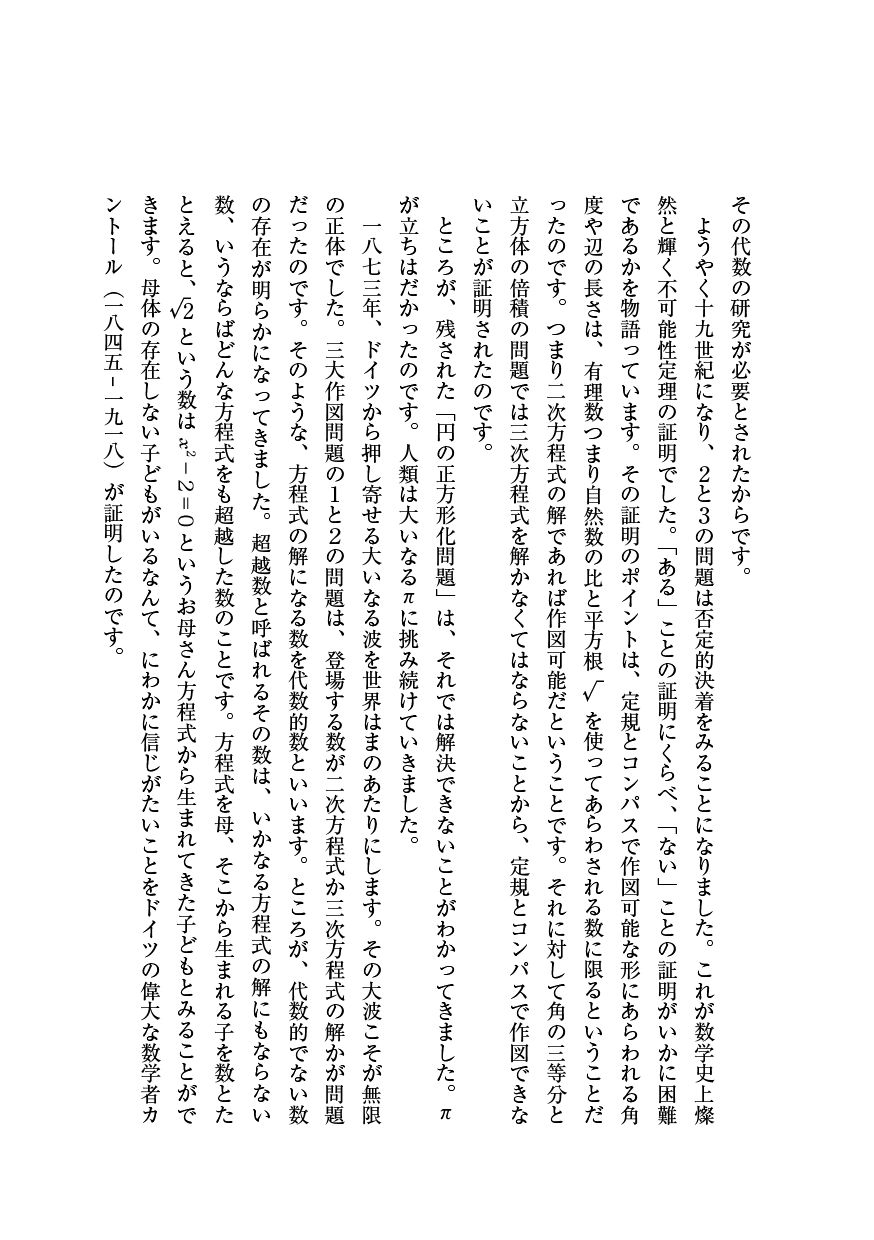 その代数の研究が必要とされたからです。
　ようやく十九世紀になり、2と3の問題は否定的決着をみることになりました。これが数学史上燦
然と輝く不可能性定理の証明でした。「ある」ことの証明にくらべ、「ない」ことの証明がいかに困難
であるかを物語っています。その証明のポイントは、定規とコンパスで作図可能な形にあらわれる角
度や辺の長さは、有理数つまり自然数の比と平方根√を使ってあらわされる数に限るということだ
ったのです。つまり二次方程式の解であれば作図可能だということです。それに対して角の三等分と
立方体の倍積の問題では三次方程式を解かなくてはならないことから、定規とコンパスで作図できな
いことが証明されたのです。
　ところが、残された「円の正方形化問題」は、それでは解決できないことがわかってきました。π
が立ちはだかったのです。人類は大いなるπに挑み続けていきました。
　一八七三年、ドイツから押し寄せる大いなる波を世界はまのあたりにします。その大波こそが無限
の正体でした。三大作図問題の1と2の問題は、登場する数が二次方程式か三次方程式の解かが問題
だったのです。そのような、方程式の解になる数を代数的数といいます。ところが、代数的でない数
の存在が明らかになってきました。超越数と呼ばれるその数は、いかなる方程式の解にもならない
数、いうならばどんな方程式をも超越した数のことです。方程式を母、そこから生まれる子を数とた
とえると、√2という数はx²−2=0というお母さん方程式から生まれてきた子どもとみることがで
きます。母体の存在しない子どもがいるなんて、にわかに信じがたいことをドイツの偉大な数学者カ
ントール（一八四五-一九一八）が証明したのです。